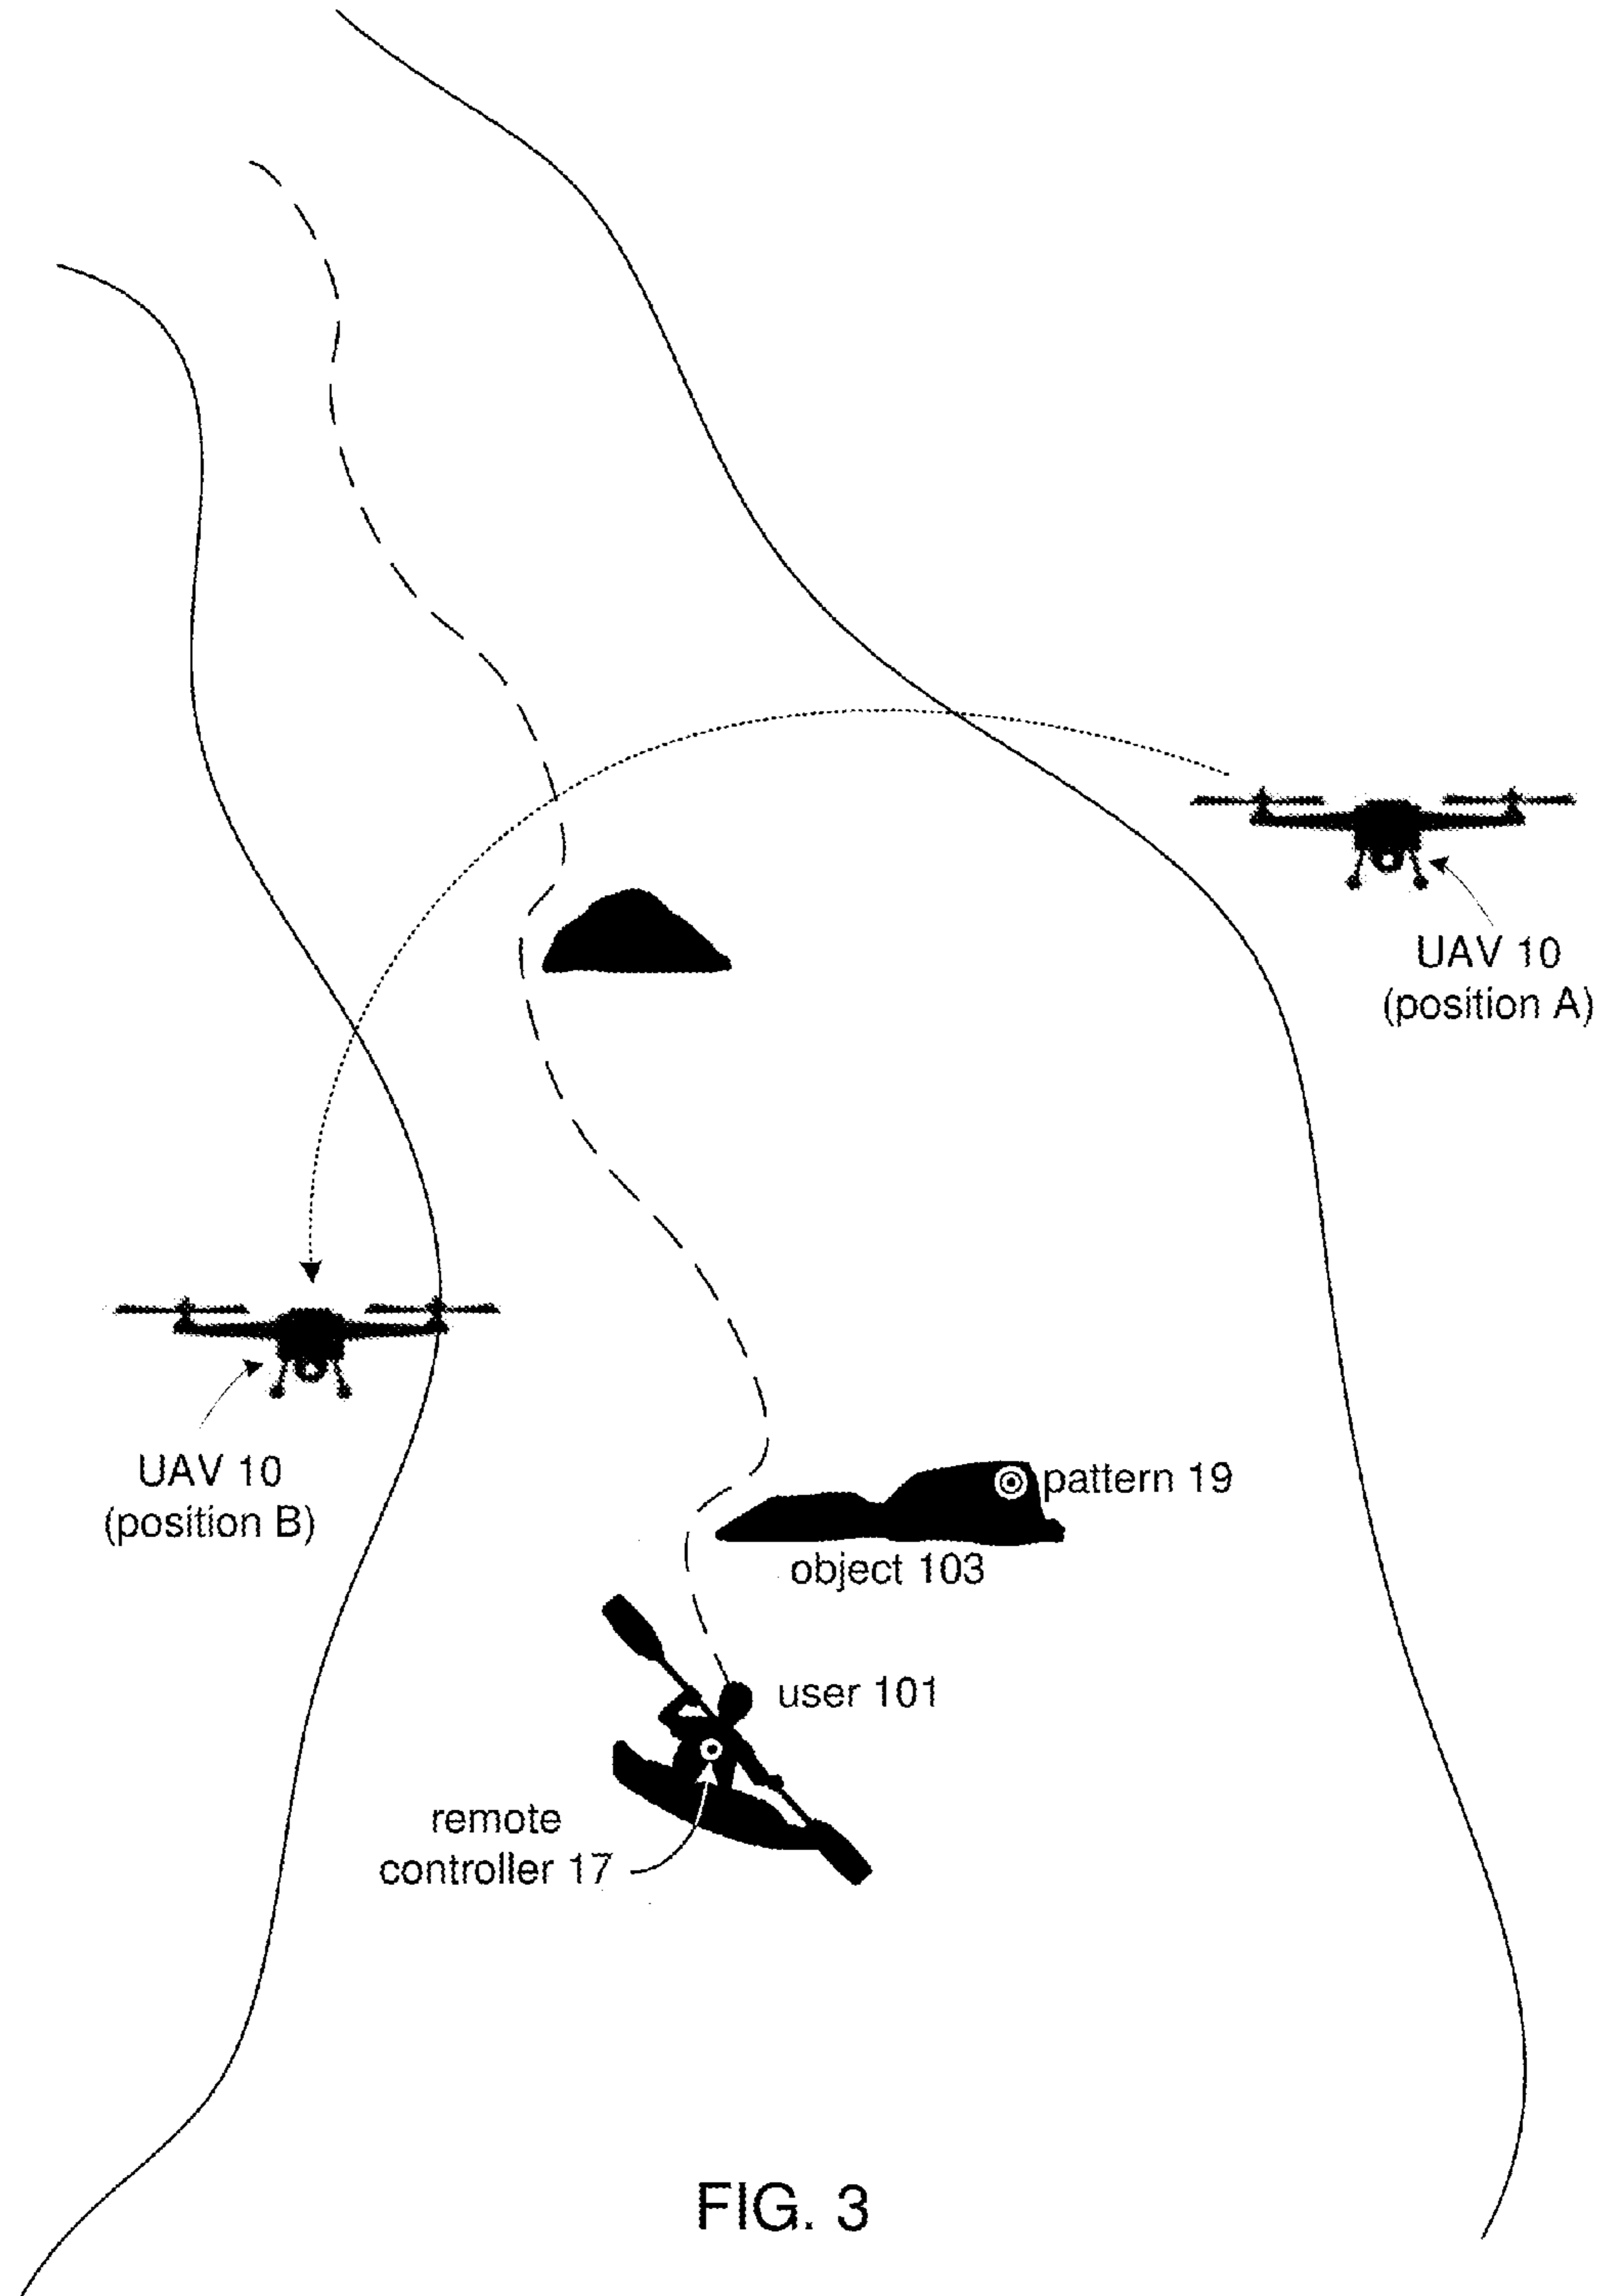 UAV 10
(position A)
UAV 10
(position B)
pattern 19
object 103
user 101
remote
controller 17
FIG. 3